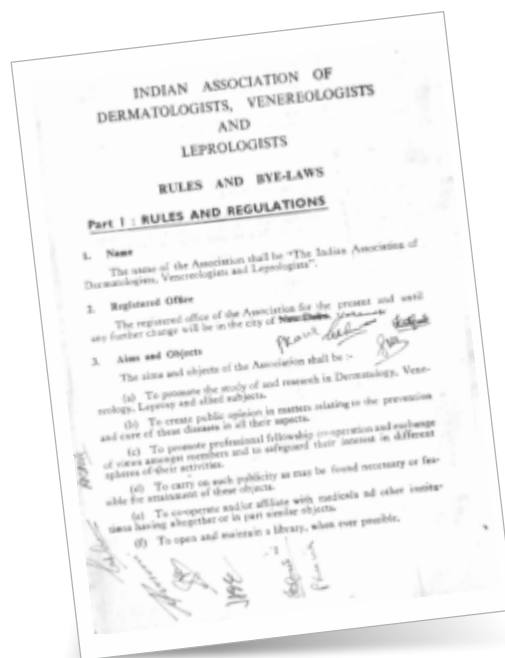 INDIAN ASSOCIATION OF
DERMATOLOGISTS, VENEREOLOGISTS
AND
LEPROLOGISTS
RULES AND BYE-LAWS
Part I : RULES AND REGULATIONS
1. Name
The name of the Association shall be "The Indian Association of
Dermatologists, Venereologists and Leprologists".
2. Registered Office
The registered office of the Association for the present and until
any further change will be in the city of New Delhi.
3. Aims and Objects
The aims and objects of the Association shall be :-
(a) To promote the study of and research in Dermatology, Vene-
reology, Leprosy and allied subjects.
(b) To create public opinion in matters relating to the prevention
and care of these diseases in all their aspects.
(c) To promote professional fellowship co-operation and exchange
of views amongst members and to safeguard their interest in different
spheres of their activities.
(d) To carry on such publicity as may be found necessary or fea-
sible for attainment of these objects.
(e) To co-operate and/or affiliate with medicals ad other institu-
tions having altogether or in part similar objects.
(f) To open and maintain a library, when ever possible.